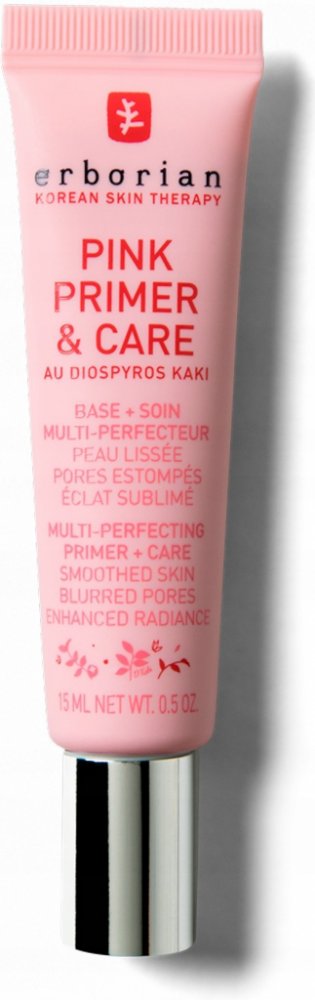 erborian
KOREAN SKIN THERAPY
PINK
PRIMER
& CARE
AU DIOSPYROS KAKI
BASE + SOIN
MULTI-PERFECTEUR
PEAU LISSÉE
PORES ESTOMPÉS
ÉCLAT SUBLIMÉ
MULTI-PERFECTING
PRIMER + CARE
SMOOTHED SKIN
BLURRED PORES
ENHANCED RADIANCE
15 ML NET WT. 0.5 OZ.